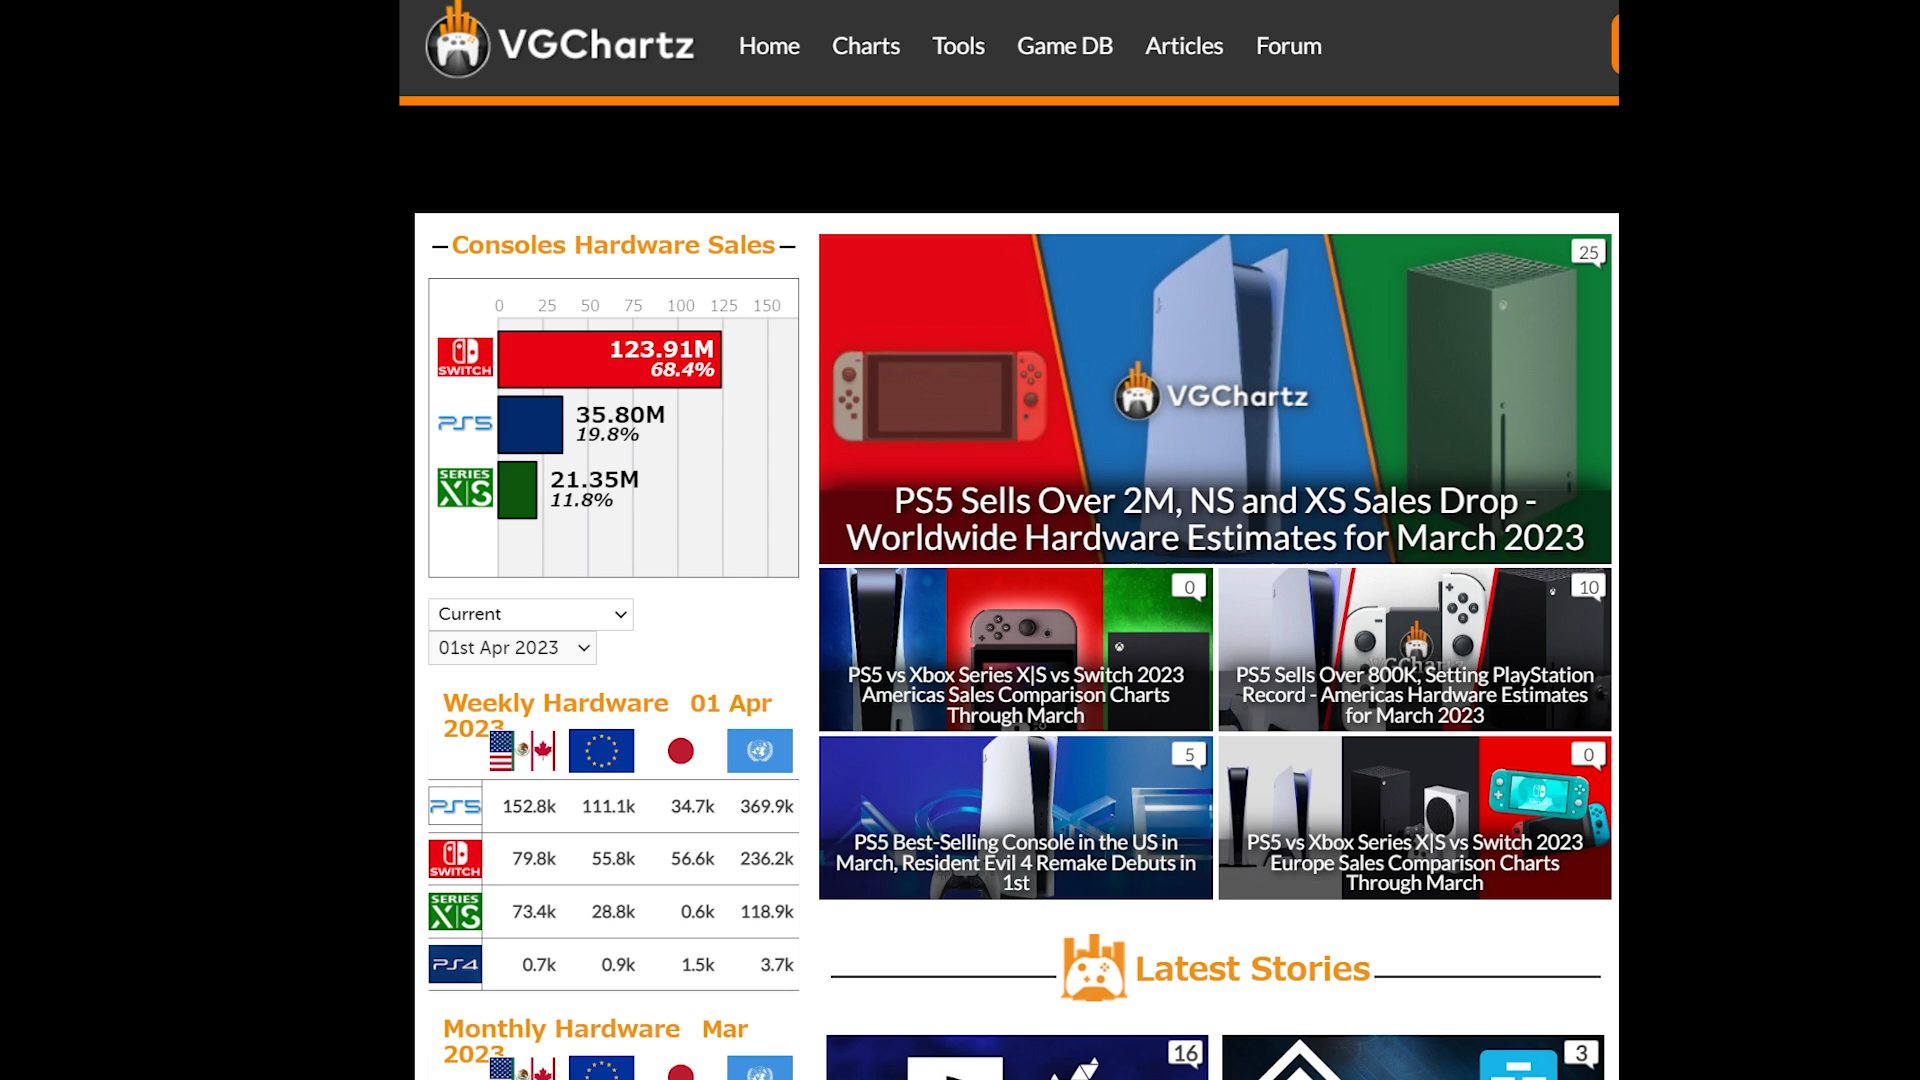 VGChartz
Home Charts Tools Game DB Articles Forum
Consoles Hardware Sales
0 25 50 75 100 125 150
SWITCH
123.91M
68.4%
PS5
35.80M
19.8%
SERIES
X|S
21.35M
11.8%
Current
01st Apr 2023
Weekly Hardware 01 Apr
2023
PS5 152.8k 111.1k 34.7k 369.9k
SWITCH 79.8k 55.8k 56.6k 236.2k
SERIES
X|S 73.4k 28.8k 0.6k 118.9k
PS4 0.7k 0.9k 1.5k 3.7k
Monthly Hardware Mar
2023
25
VGChartz
PS5 Sells Over 2M, NS and XS Sales Drop -
Worldwide Hardware Estimates for March 2023
0
PS5 vs Xbox Series X|S vs Switch 2023
Americas Sales Comparison Charts
Through March
10
VGChartz
PS5 Sells Over 800K, Setting PlayStation
Record - Americas Hardware Estimates
for March 2023
5
PS5 Best-Selling Console in the US in
March, Resident Evil 4 Remake Debuts in
1st
0
PS5 vs Xbox Series X|S vs Switch 2023
Europe Sales Comparison Charts
Through March
Latest Stories
16
3